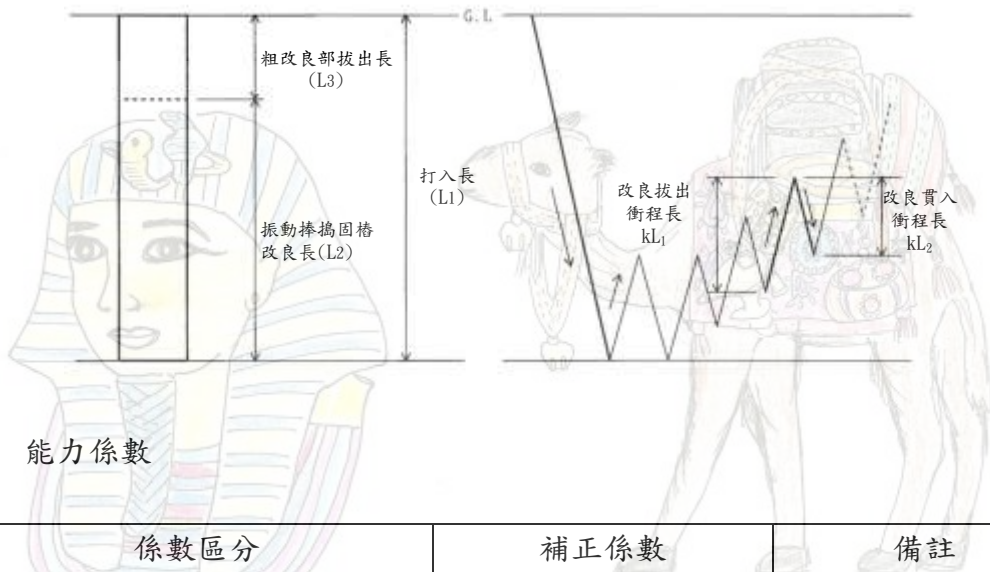 G.L
粗改良部拔出長
(L3)
打入長
(L1)
振動捧搗固樁
改良長(L2)
改良拔出
衝程長
kL₁
改良貫入
衝程長
kL₂
能力係數
係數區分 補正係數 備註